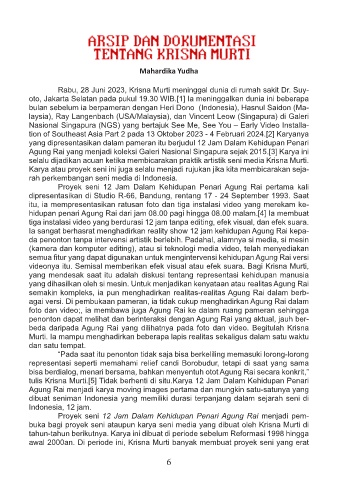 ARSIP DAN DOKUMENTASI
TENTANG KRISNA MURTI
Mahardika Yudha
Rabu, 28 Juni 2023, Krisna Murti meninggal dunia di rumah sakit Dr. Suy-
oto, Jakarta Selatan pada pukul 19.30 WIB.[1] Ia meninggalkan dunia ini beberapa
bulan sebelum ia berpameran dengan Heri Dono  (Indonesia), Hasnul Saidon (Ma-
laysia), Ray Langenbach (USA/Malaysia), dan Vincent Leow (Singapura) di Galeri
Nasional Singapura (NGS) yang bertajuk See Me, See You – Early Video Installa-
tion of Southeast Asia Part 2 pada 13 Oktober 2023 - 4 Februari 2024.[2] Karyanya
yang dipresentasikan dalam pameran itu berjudul 12 Jam Dalam Kehidupan Penari
Agung Rai yang menjadi koleksi Galeri Nasional Singapura sejak 2015.[3] Karya ini
selalu dijadikan acuan ketika membicarakan praktik artistik seni media Krisna Murti.
Karya atau proyek seni ini juga selalu menjadi rujukan jika kita membicarakan seja-
rah perkembangan seni media di Indonesia.
Proyek seni 12 Jam Dalam Kehidupan Penari Agung Rai pertama kali
dipresentasikan di Studio R-66, Bandung, rentang 17 - 24 September 1993. Saat
itu, ia mempresentasikan ratusan foto dan tiga instalasi video yang merekam ke-
hidupan penari Agung Rai dari jam 08.00 pagi hingga 08.00 malam.[4] Ia membuat
tiga instalasi video yang berdurasi 12 jam tanpa editing, efek visual, dan efek suara.
Ia sangat berhasrat menghadirkan reality show 12 jam kehidupan Agung Rai kepa-
da penonton tanpa intervensi artistik berlebih. Padahal, alamnya si media, si mesin
(kamera dan komputer editing), atau si teknologi media video, telah menyediakan
semua fitur yang dapat digunakan untuk mengintervensi kehidupan Agung Rai versi
videonya itu. Semisal memberikan efek visual atau efek suara. Bagi Krisna Murti,
yang mendesak saat itu adalah diskusi tentang representasi kehidupan manusia
yang dihasilkan oleh si mesin. Untuk menjadikan kenyataan atau realitas Agung Rai
semakin kompleks, ia pun menghadirkan realitas-realitas Agung Rai dalam berb-
agai versi. Di pembukaan pameran, ia tidak cukup menghadirkan Agung Rai dalam
foto dan video;, ia membawa juga Agung Rai ke dalam ruang pameran sehingga
penonton dapat melihat dan berinteraksi dengan Agung Rai yang aktual, jauh ber-
beda daripada Agung Rai yang dilihatnya pada foto dan video. Begitulah Krisna
Murti. Ia mampu menghadirkan beberapa lapis realitas sekaligus dalam satu waktu
dan satu tempat.
“Pada saat itu penonton tidak saja bisa berkeliling memasuki lorong-lorong
representasi seperti memahami relief candi Borobudur, tetapi di saat yang sama
bisa berdialog, menari bersama, bahkan menyentuh otot Agung Rai secara konkrit,”
tulis Krisna Murti.[5] Tidak berhenti di situ.Karya 12 Jam Dalam Kehidupan Penari
Agung Rai menjadi karya moving images pertama dan mungkin satu-satunya yang
dibuat seniman Indonesia yang memiliki durasi terpanjang dalam sejarah seni di
Indonesia, 12 jam.
Proyek seni 12 Jam Dalam Kehidupan Penari Agung Rai menjadi pem-
buka bagi proyek seni ataupun karya seni media yang dibuat oleh Krisna Murti di
tahun-tahun berikutnya. Karya ini dibuat di periode sebelum Reformasi 1998 hingga
awal 2000an. Di periode ini, Krisna Murti banyak membuat proyek seni yang erat
6